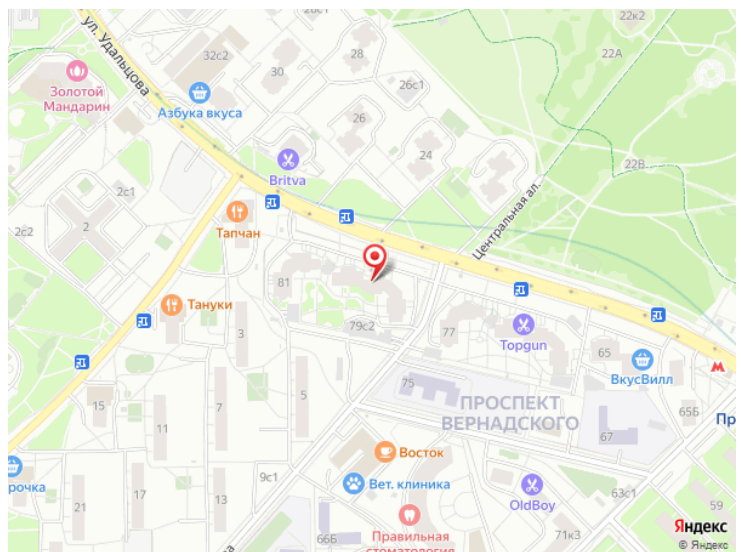 28с1
22к2
32с2
28
22А
30
ул. Удальцова
26с1
Золотой
Мандарин
Азбука вкуса
26
24
22В
Britva
2с1
Центральная ал.
2
2с2
Тапчан
81
Тануки
79с2
77
3
Topgun
65
ВкусВилл
75
ПРОСПЕКТ
ВЕРНАДСКОГО
65Б
Пр
15
7
5
11
67
Восток
9с1
Вет. клиника
рочка
21
13
OldBoy
63с1
59
66Б
Правильная
стоматология
71к3
Яндекс
© Яндекс